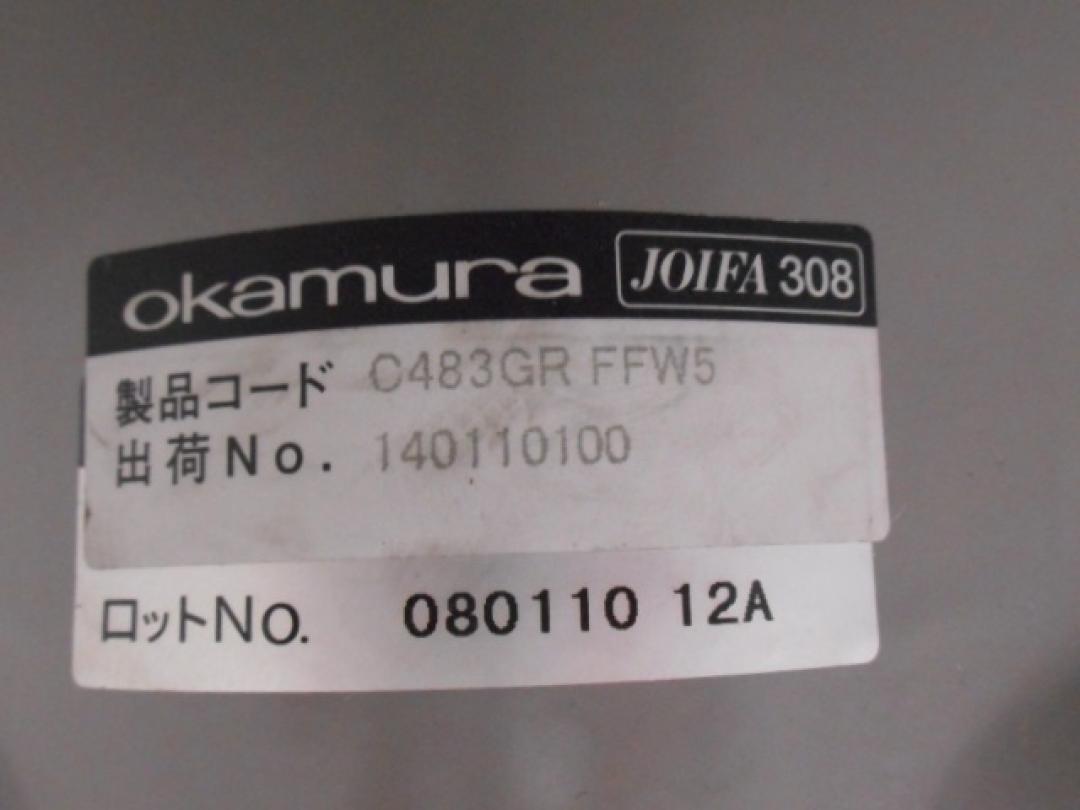 okamura JOIFA 308
製品コード C483GR FFW5
出荷No. 140110100
ロットNo. 080110 12A